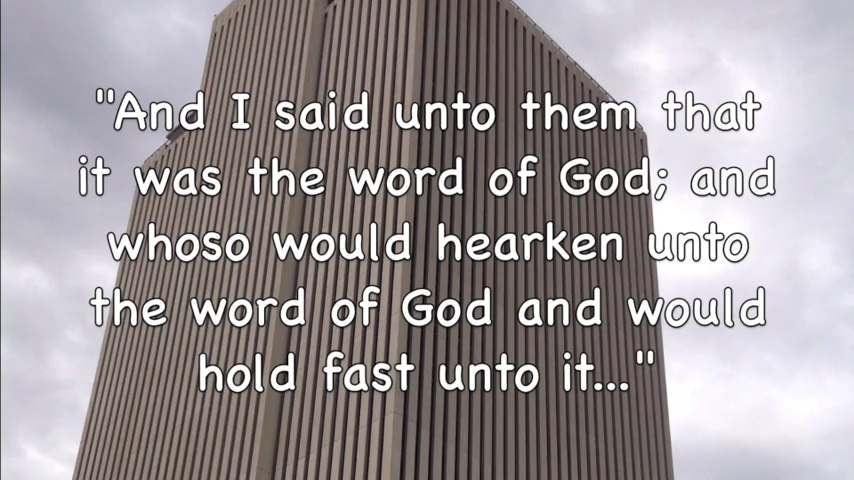 "And I said unto them that
it was the word of God; and
whoso would hearken unto
the word of God and would
hold fast unto it..."